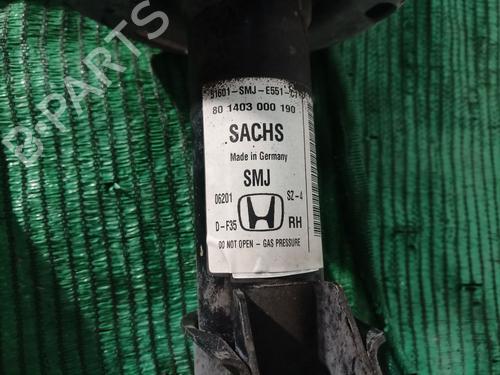 51601-SMJ-E551-
80 1403 000 190
SACHS
Made in Germany
SMJ
06201 SZ-4
D-F35 RH
DO NOT OPEN - GAS PRESSURE
B-PARTS